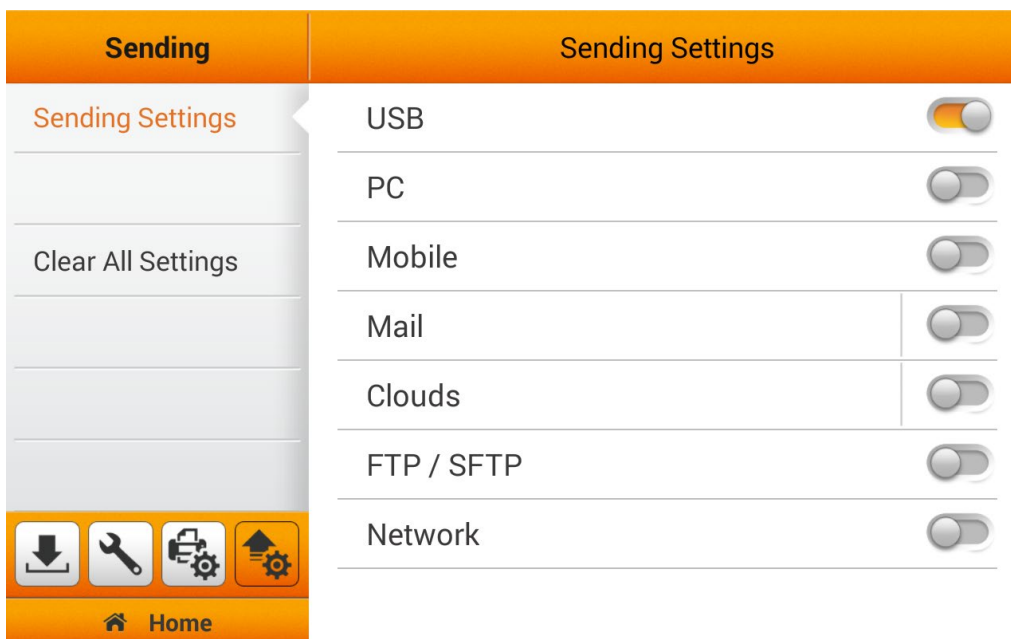 Sending
Sending Settings
Sending Settings
Clear All Settings
USB
PC
Mobile
Mail
Clouds
FTP / SFTP
Network
Home